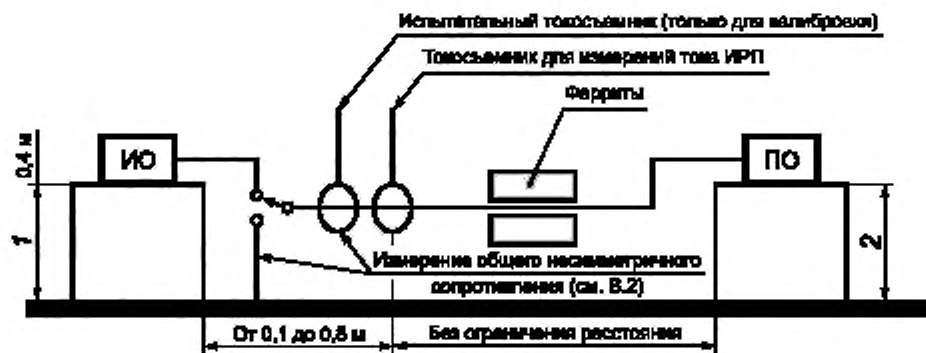 Испытательный токосъемник (только для калибровки)
Токосъемник для измерений тока ИРП
Ферриты
0,4 м
ИО
ПО
1
2
Измерение общего несимметричного
сопротивления (см. В.2)
От 0,1 до 0,8 м
Без ограничения расстояния